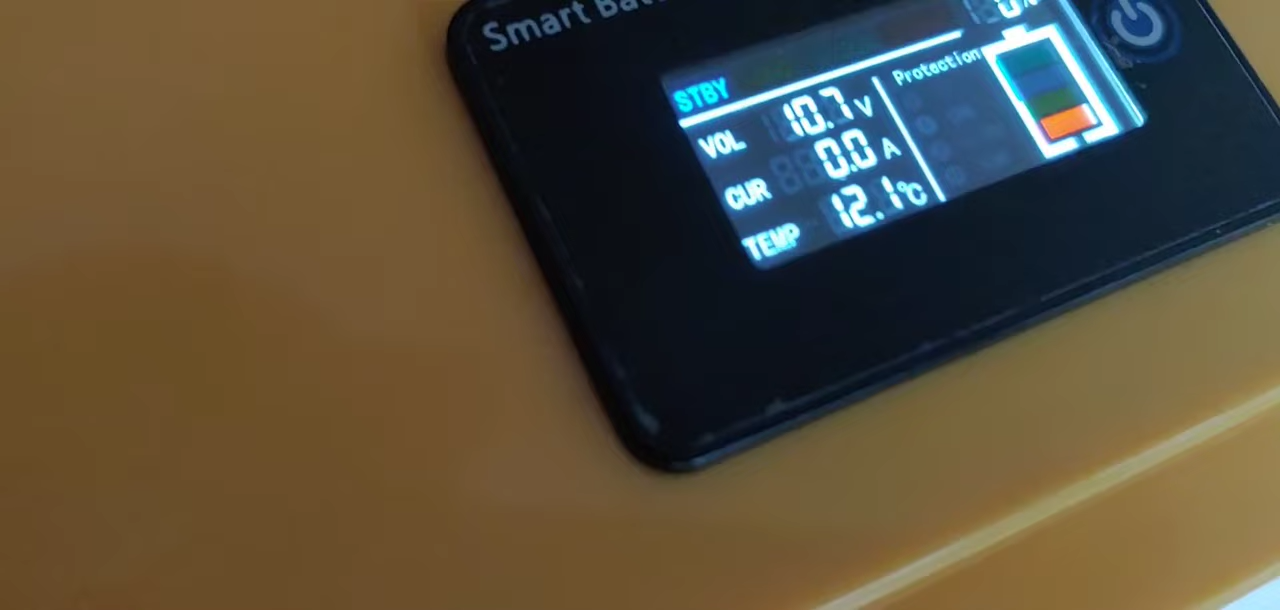 Smart
STBY
VOL 10.7 V
CUR 0.0 A
TEMP 12.1 °C
Protection